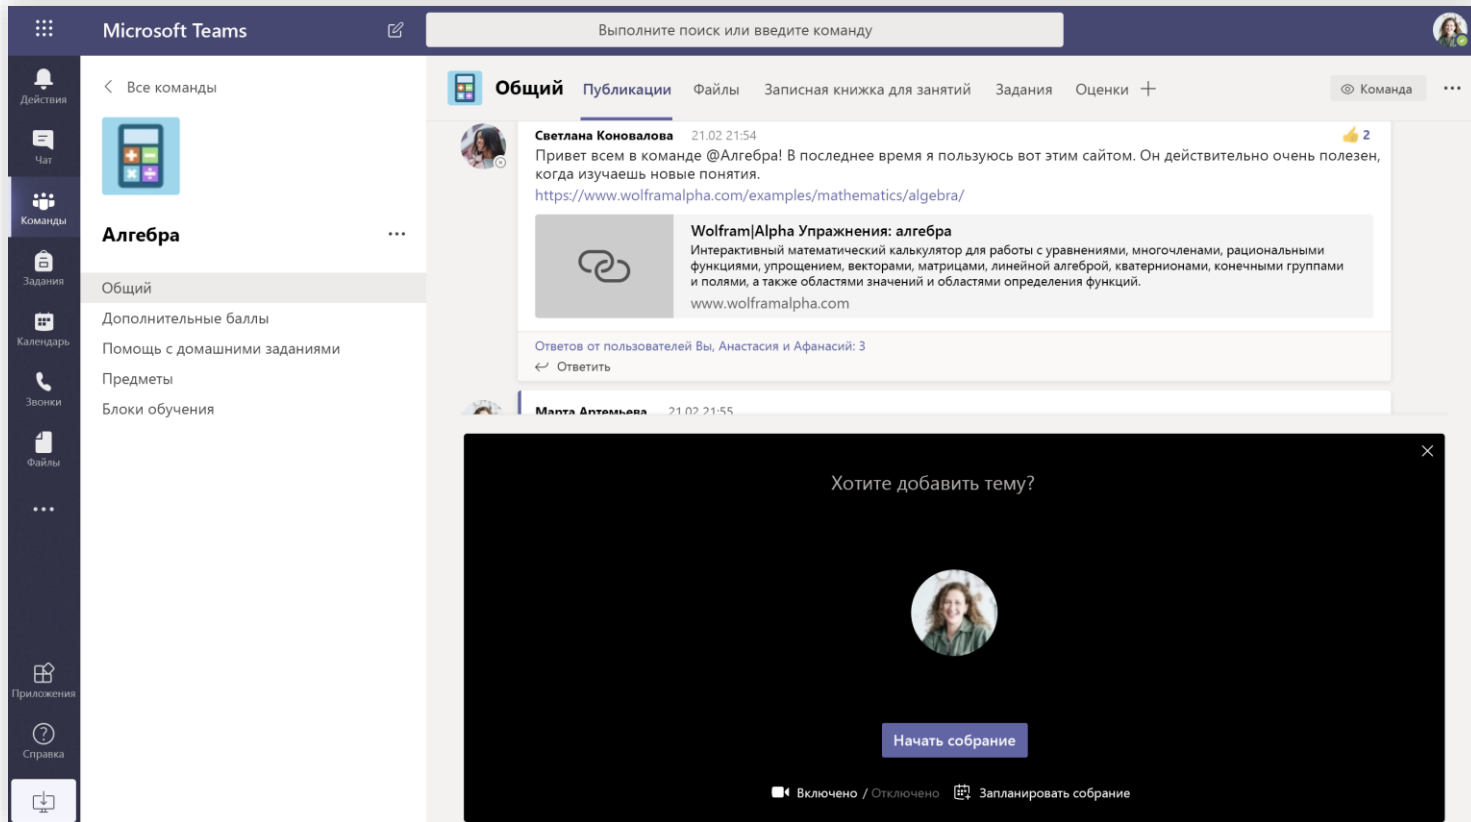 Microsoft Teams
Выполните поиск или введите команду
Действия
Чат
Команды
Задания
Календарь
Звонки
Файлы
Приложения
Справка
Все команды
Алгебра
Общий
Дополнительные баллы
Помощь с домашними заданиями
Предметы
Блоки обучения
Общий Публикации Файлы Записная книжка для занятий Задания Оценки
Команда
Светлана Коновалова 21.02 21:54
2
Привет всем в команде @Алгебра! В последнее время я пользуюсь вот этим сайтом. Он действительно очень полезен,
когда изучаешь новые понятия.
https://www.wolframalpha.com/examples/mathematics/algebra/
Wolfram|Alpha Упражнения: алгебра
Интерактивный математический калькулятор для работы с уравнениями, многочленами, рациональными
функциями, упрощением, векторами, матрицами, линейной алгеброй, кватернионами, конечными группами
и полями, а также областями значений и областями определения функций.
www.wolframalpha.com
Ответов от пользователей Вы, Анастасия и Афанасий: 3
Ответить
Марта Артемьева 21.02 21:55
Хотите добавить тему?
Начать собрание
Включено / Отключено Запланировать собрание